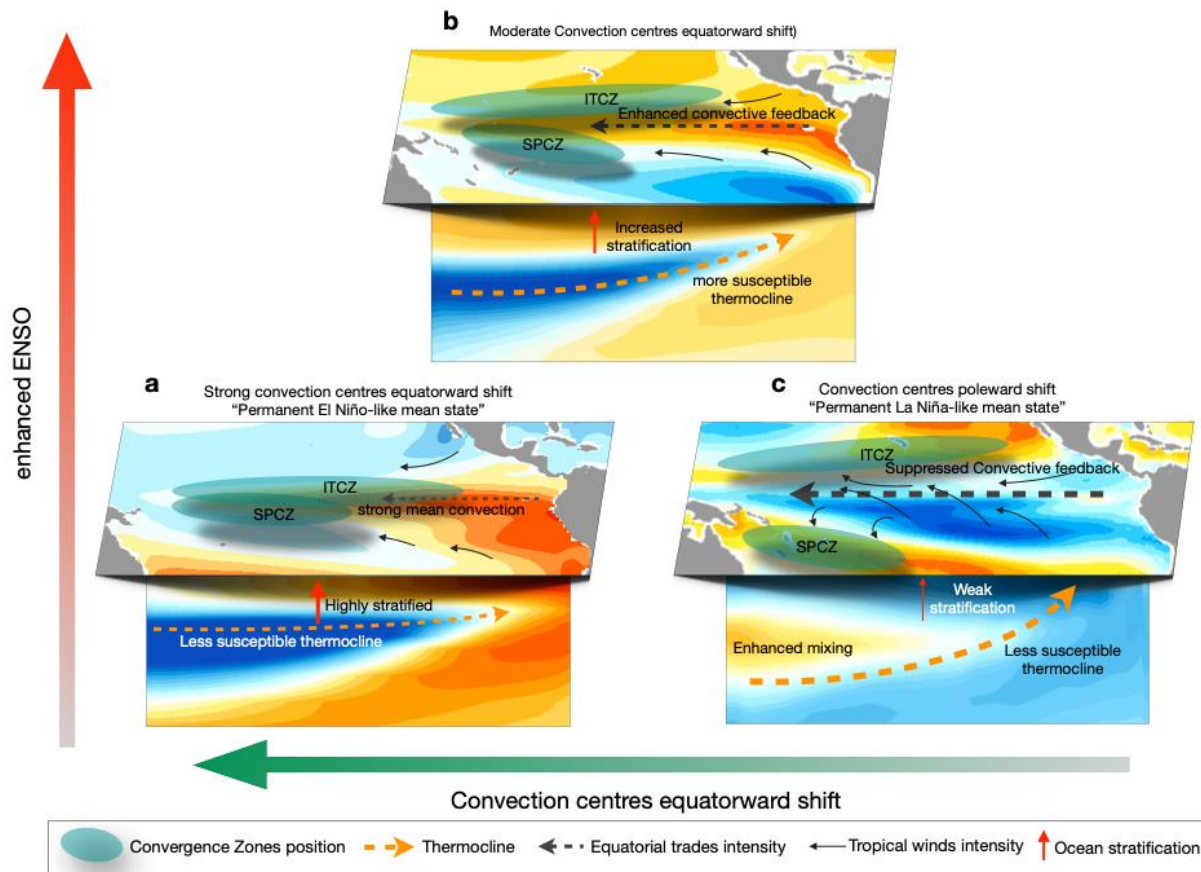 b
Moderate Convection centres equatorward shift)
ITCZ
Enhanced convective feedback
SPCZ
Increased
stratification
more susceptible
thermocline
enhanced ENSO
a
Strong convection centres equatorward shift
“Permanent El Niño-like mean state”
ITCZ
SPCZ
strong mean convection
Highly stratified
Less susceptible thermocline
c
Convection centres poleward shift
“Permanent La Niña-like mean state”
ITCZ
Suppressed Convective feedback
SPCZ
Weak
stratification
Enhanced mixing
Less susceptible
thermocline
Convection centres equatorward shift
Convergence Zones position
Thermocline
Equatorial trades intensity
Tropical winds intensity
Ocean stratification